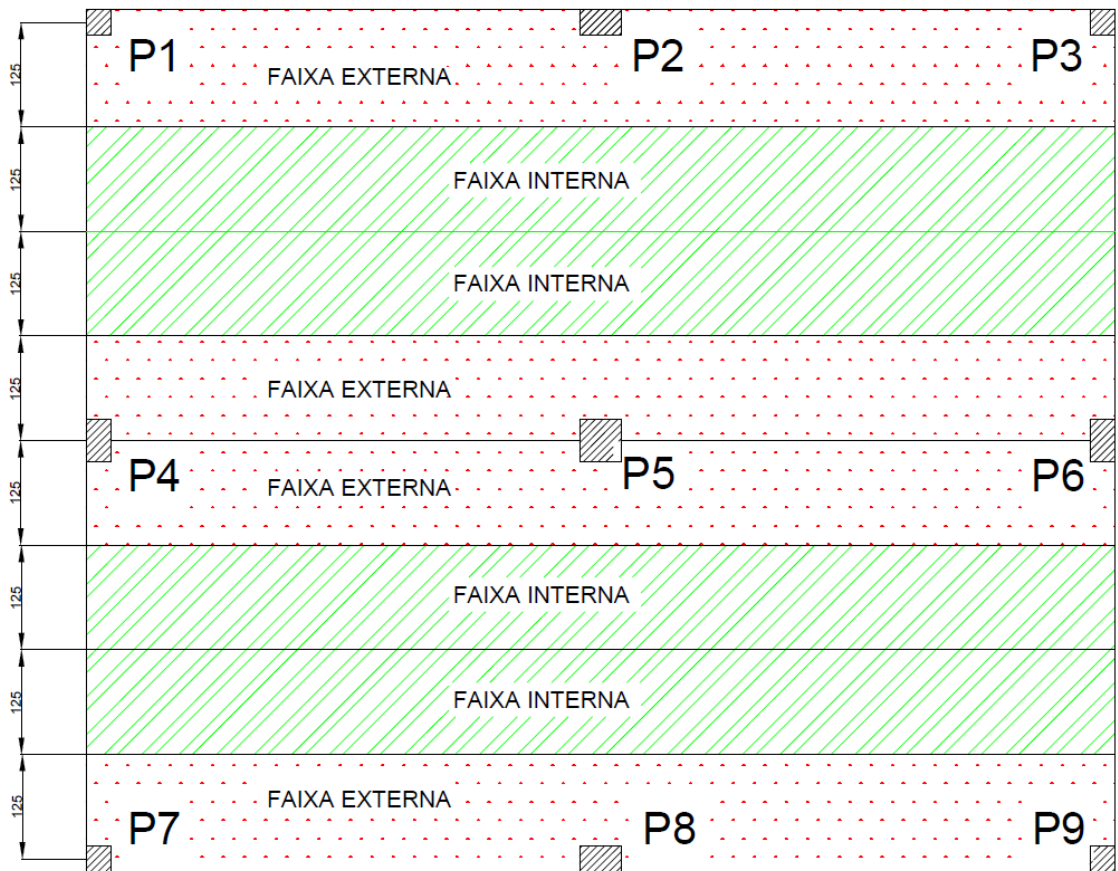 P1
P2
P3
125
FAIXA EXTERNA
125
FAIXA INTERNA
125
FAIXA INTERNA
125
FAIXA EXTERNA
P4
P5
P6
125
FAIXA EXTERNA
125
FAIXA INTERNA
125
FAIXA INTERNA
125
FAIXA EXTERNA
P7
P8
P9